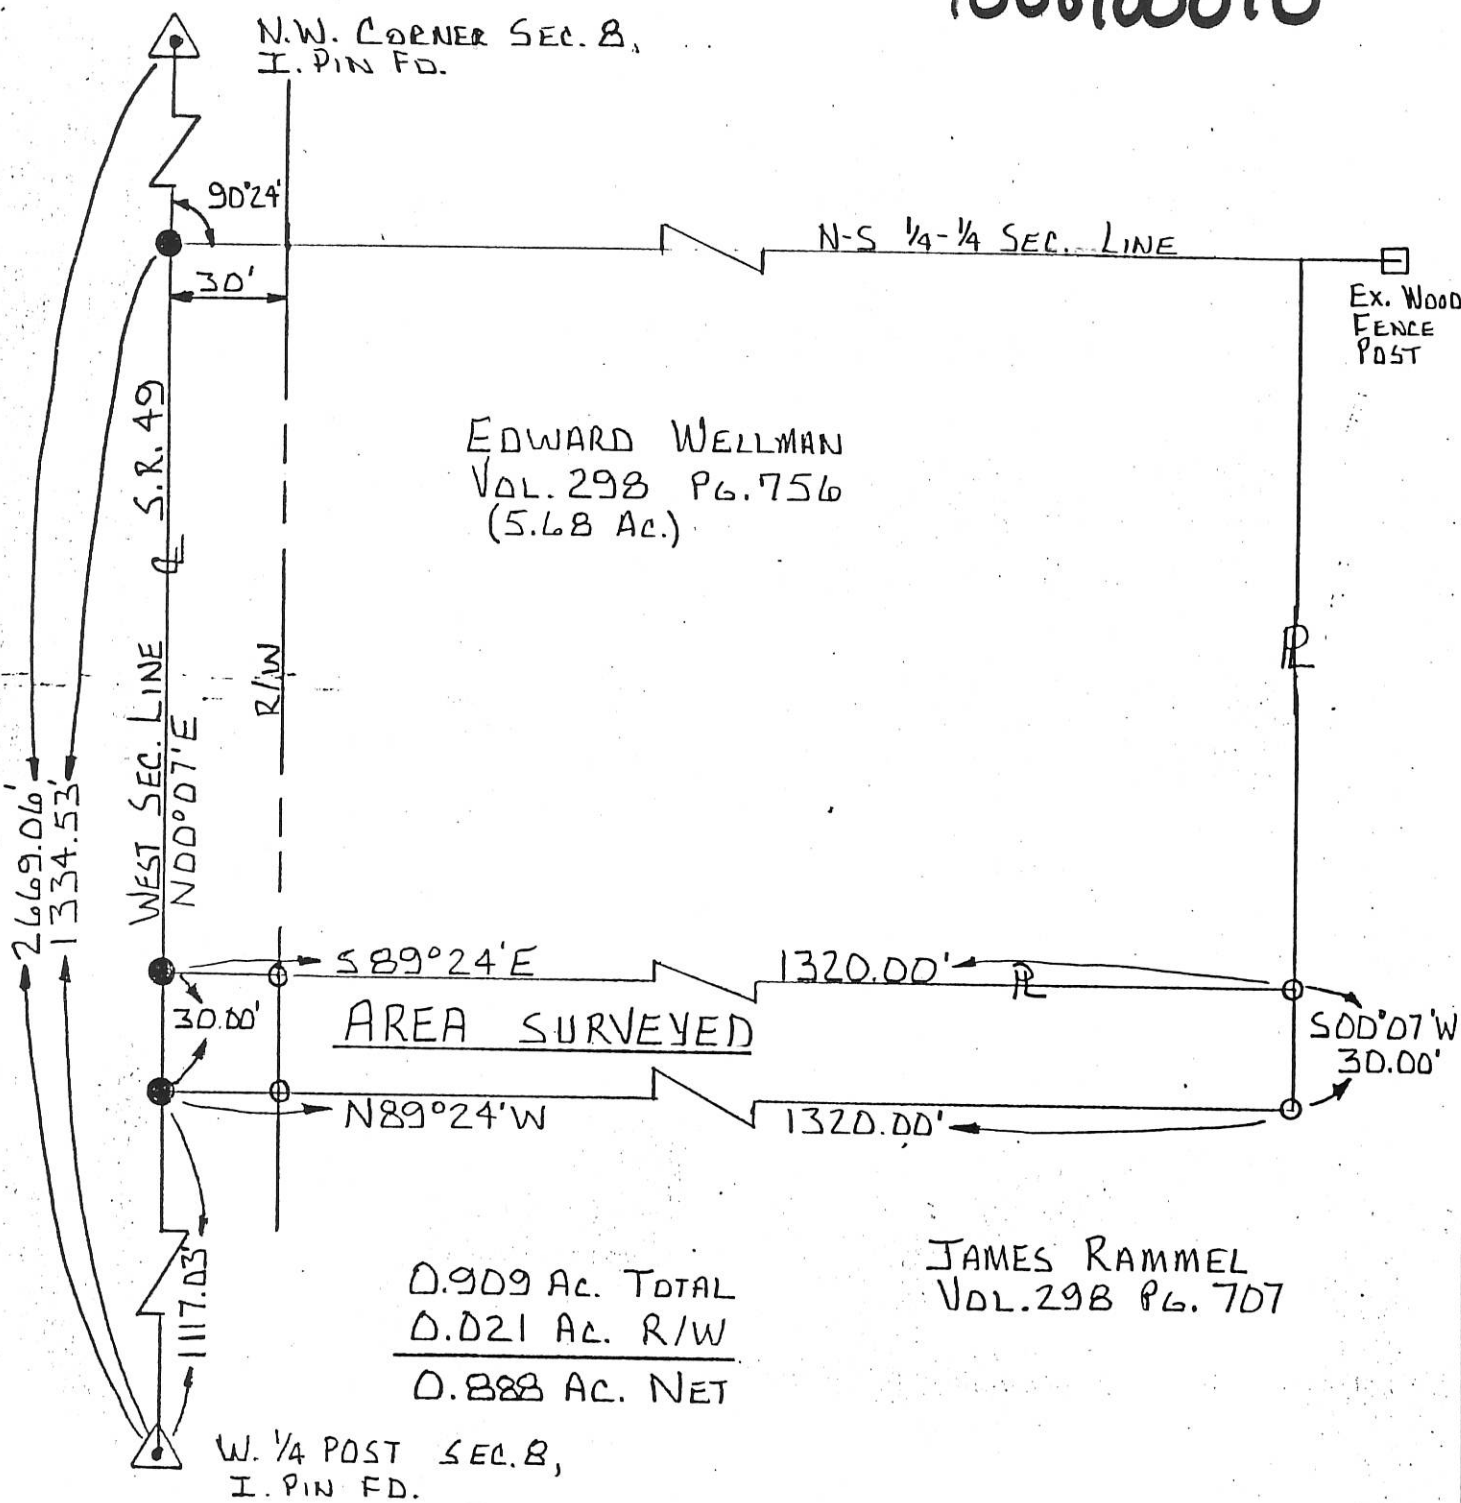 N.W. CORNER SEC. 8,
I. PIN FD.
90°24'
N-S 1/4-1/4 SEC. LINE
30'
EX. WOOD
FENCE
POST
S.R. 49
EDWARD WELLMAN
VOL. 298 PG. 756
(5.68 AC.)
℄
R/W
WEST SEC. LINE
N00°07'E
PL
2669.06'
1334.53'
S89°24'E
1320.00'
PL
30.00'
AREA SURVEYED
S00°07'W
30.00'
N89°24'W
1320.00'
1117.03'
0.909 AC. TOTAL
0.021 AC. R/W
0.888 AC. NET
JAMES RAMMEL
VOL. 298 PG. 707
W. 1/4 POST SEC. 8,
I. PIN FD.